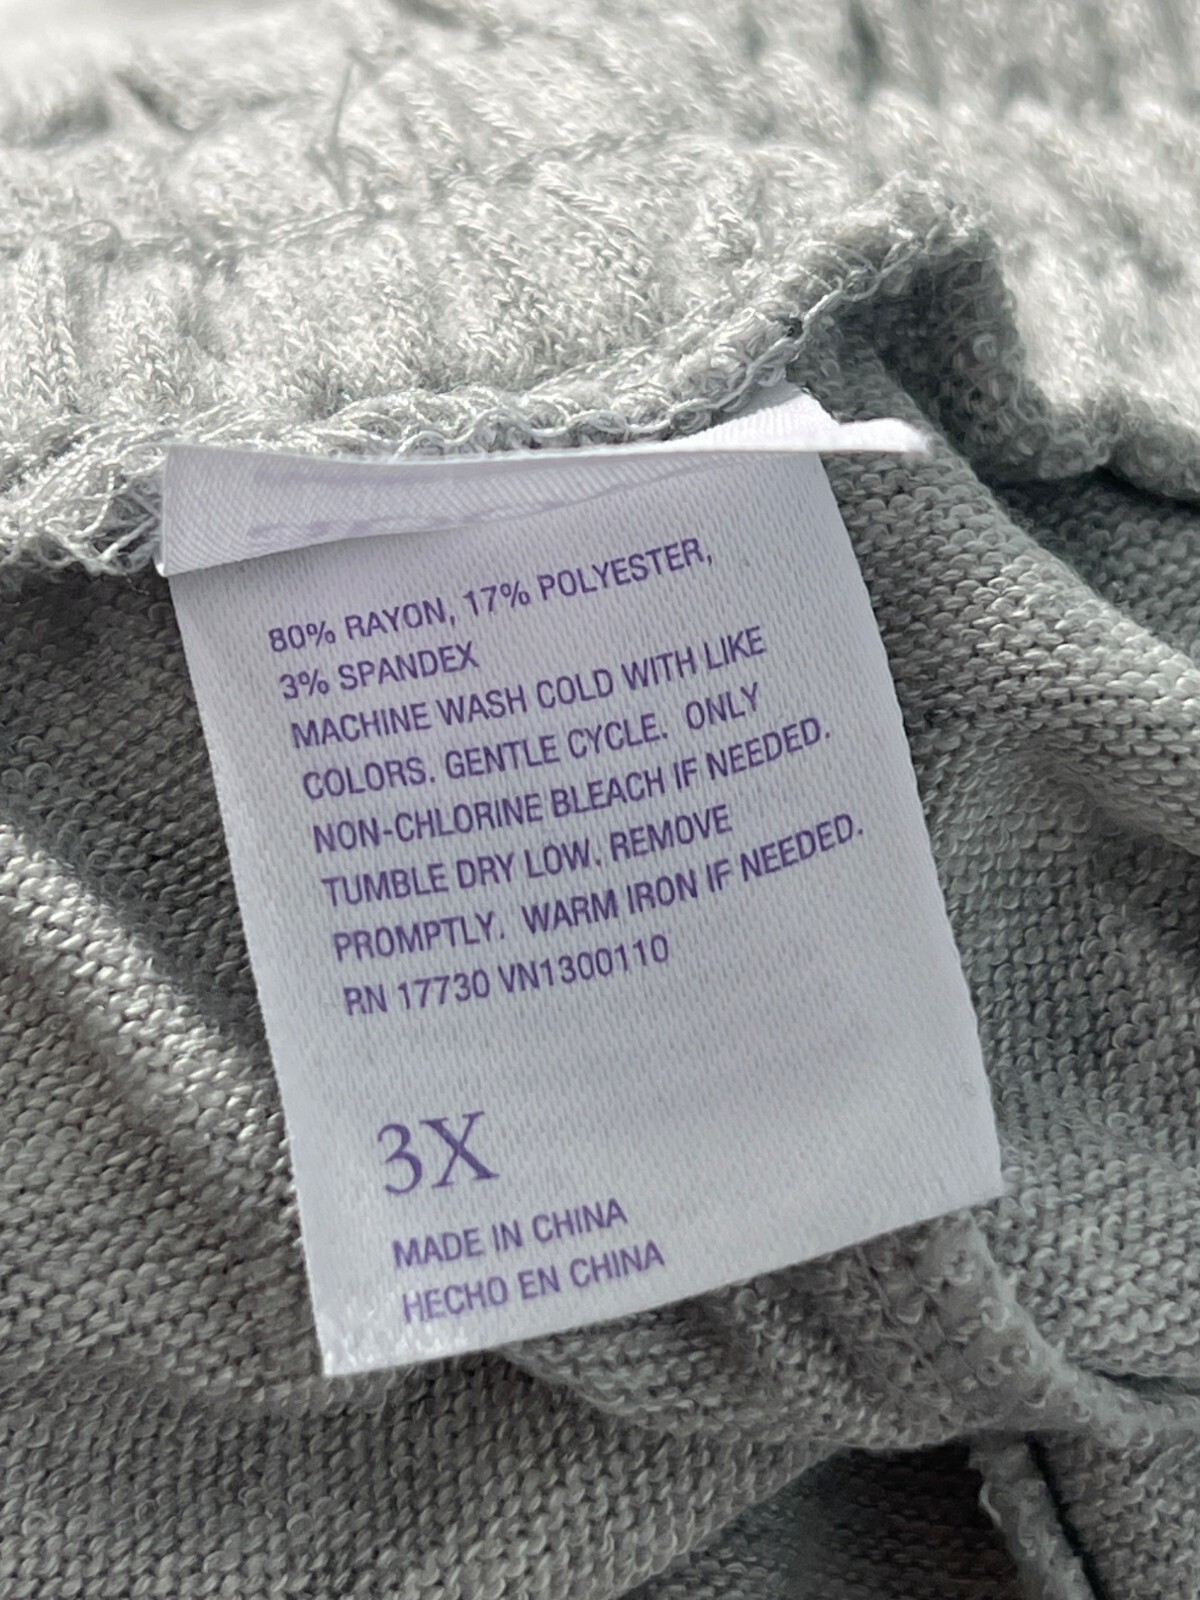 80% RAYON, 17% POLYESTER,
3% SPANDEX
MACHINE WASH COLD WITH LIKE
COLORS. GENTLE CYCLE. ONLY
NON-CHLORINE BLEACH IF NEEDED.
TUMBLE DRY LOW. REMOVE
PROMPTLY. WARM IRON IF NEEDED.
RN 17730 VN1300110
3X
MADE IN CHINA
HECHO EN CHINA